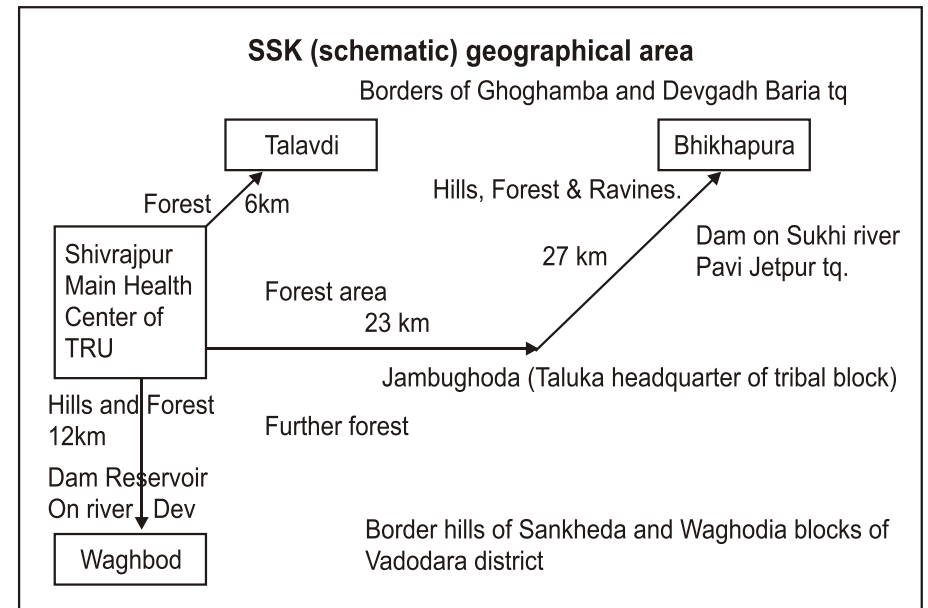 SSK (schematic) geographical area
Borders of Ghoghamba and Devgadh Baria tq
Talavdi
Bhikhapura
Hills, Forest & Ravines.
Forest
6km
Shivrajpur
Main Health
Center of
TRU
27 km
Dam on Sukhi river
Pavi Jetpur tq.
Forest area
23 km
Jambughoda (Taluka headquarter of tribal block)
Hills and Forest
12km
Further forest
Dam Reservoir
On river Dev
Waghbod
Border hills of Sankheda and Waghodia blocks of
Vadodara district